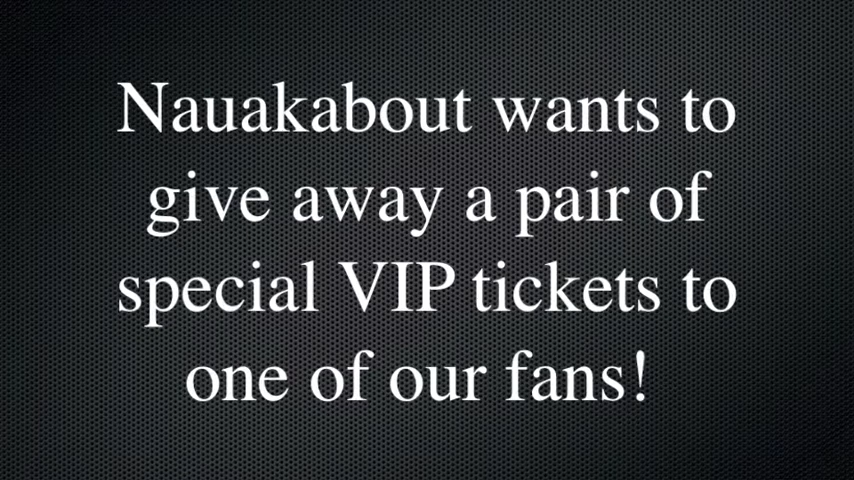 Nauakabout wants to
give away a pair of
special VIP tickets to
one of our fans!